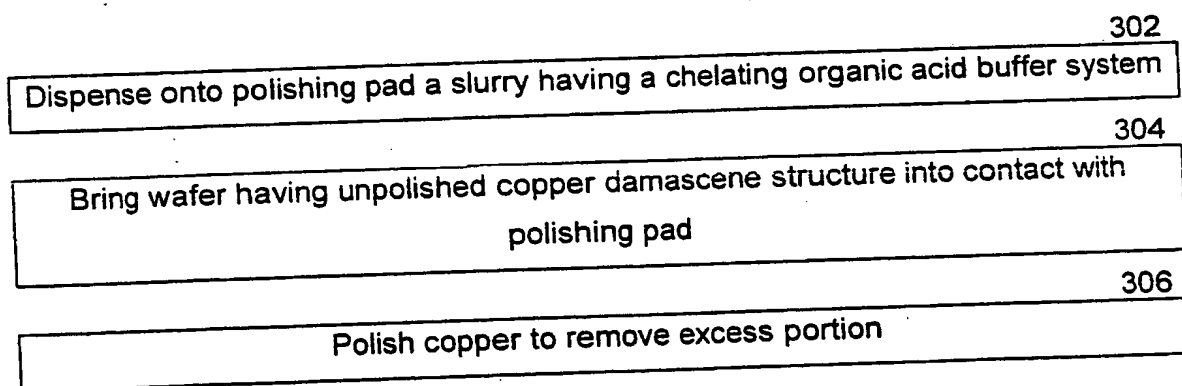 302
Dispense onto polishing pad a slurry having a chelating organic acid buffer system
304
Bring wafer having unpolished copper damascene structure into contact with
polishing pad
306
Polish copper to remove excess portion